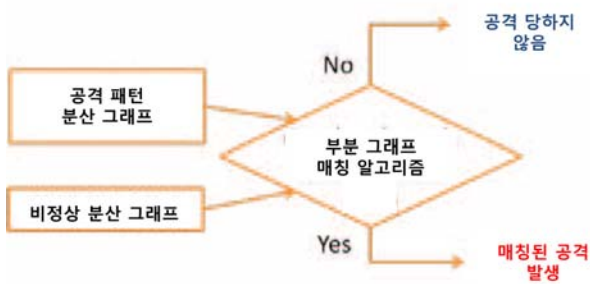 공격 당하지
않음
No
공격 패턴
분산 그래프
부분 그래프
매칭 알고리즘
비정상 분산 그래프
Yes
매칭된 공격
발생